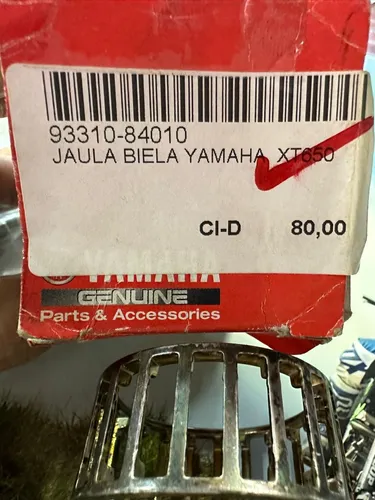 93310-84010
JAULA BIELA YAMAHA XT650
CI-D 80,00
YAMAHA
GENUINE
Parts & Accessories